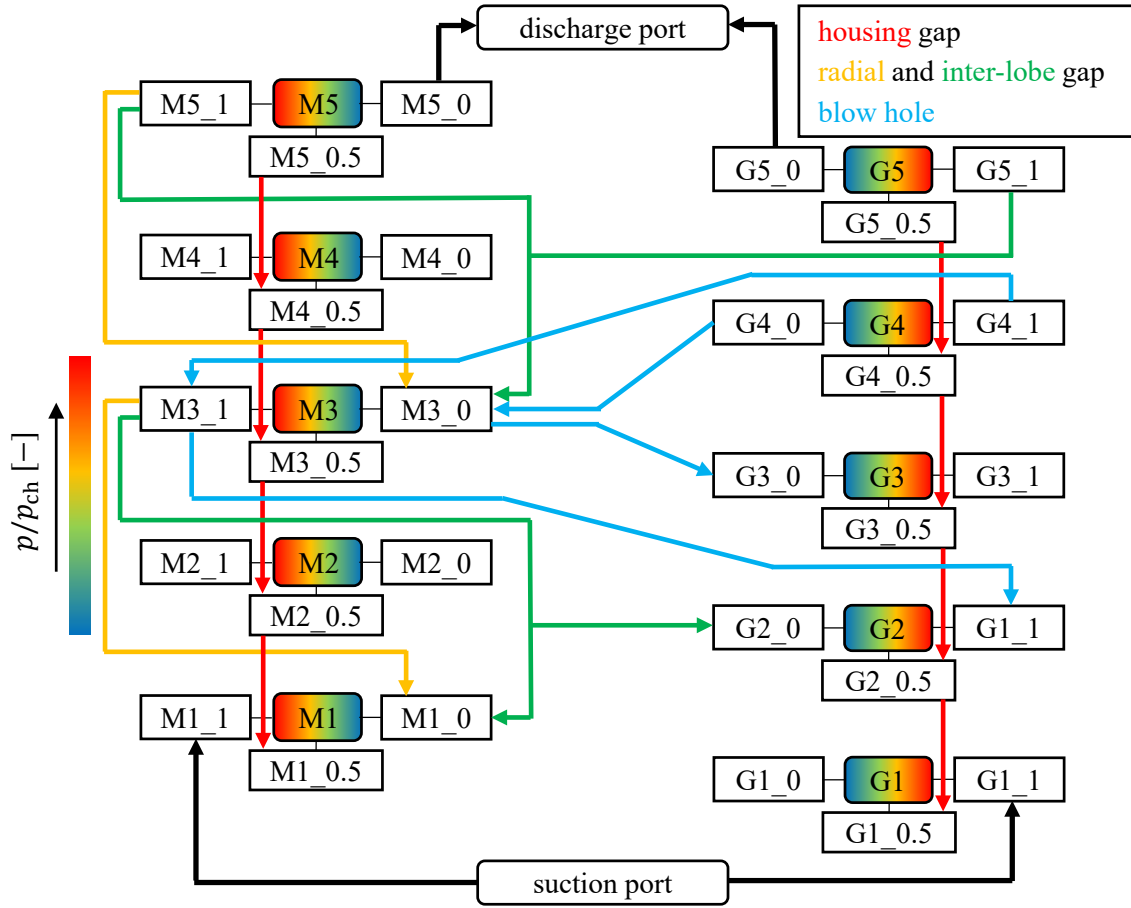 discharge port
housing gap
radial and inter-lobe gap
blow hole
M5_1
M5
M5_0
M5_0.5
G5_0
G5
G5_1
G5_0.5
M4_1
M4
M4_0
M4_0.5
G4_0
G4
G4_1
G4_0.5
p/p_ch [−]
M3_1
M3
M3_0
M3_0.5
G3_0
G3
G3_1
G3_0.5
M2_1
M2
M2_0
M2_0.5
G2_0
G2
G1_1
G2_0.5
M1_1
M1
M1_0
M1_0.5
G1_0
G1
G1_1
G1_0.5
suction port